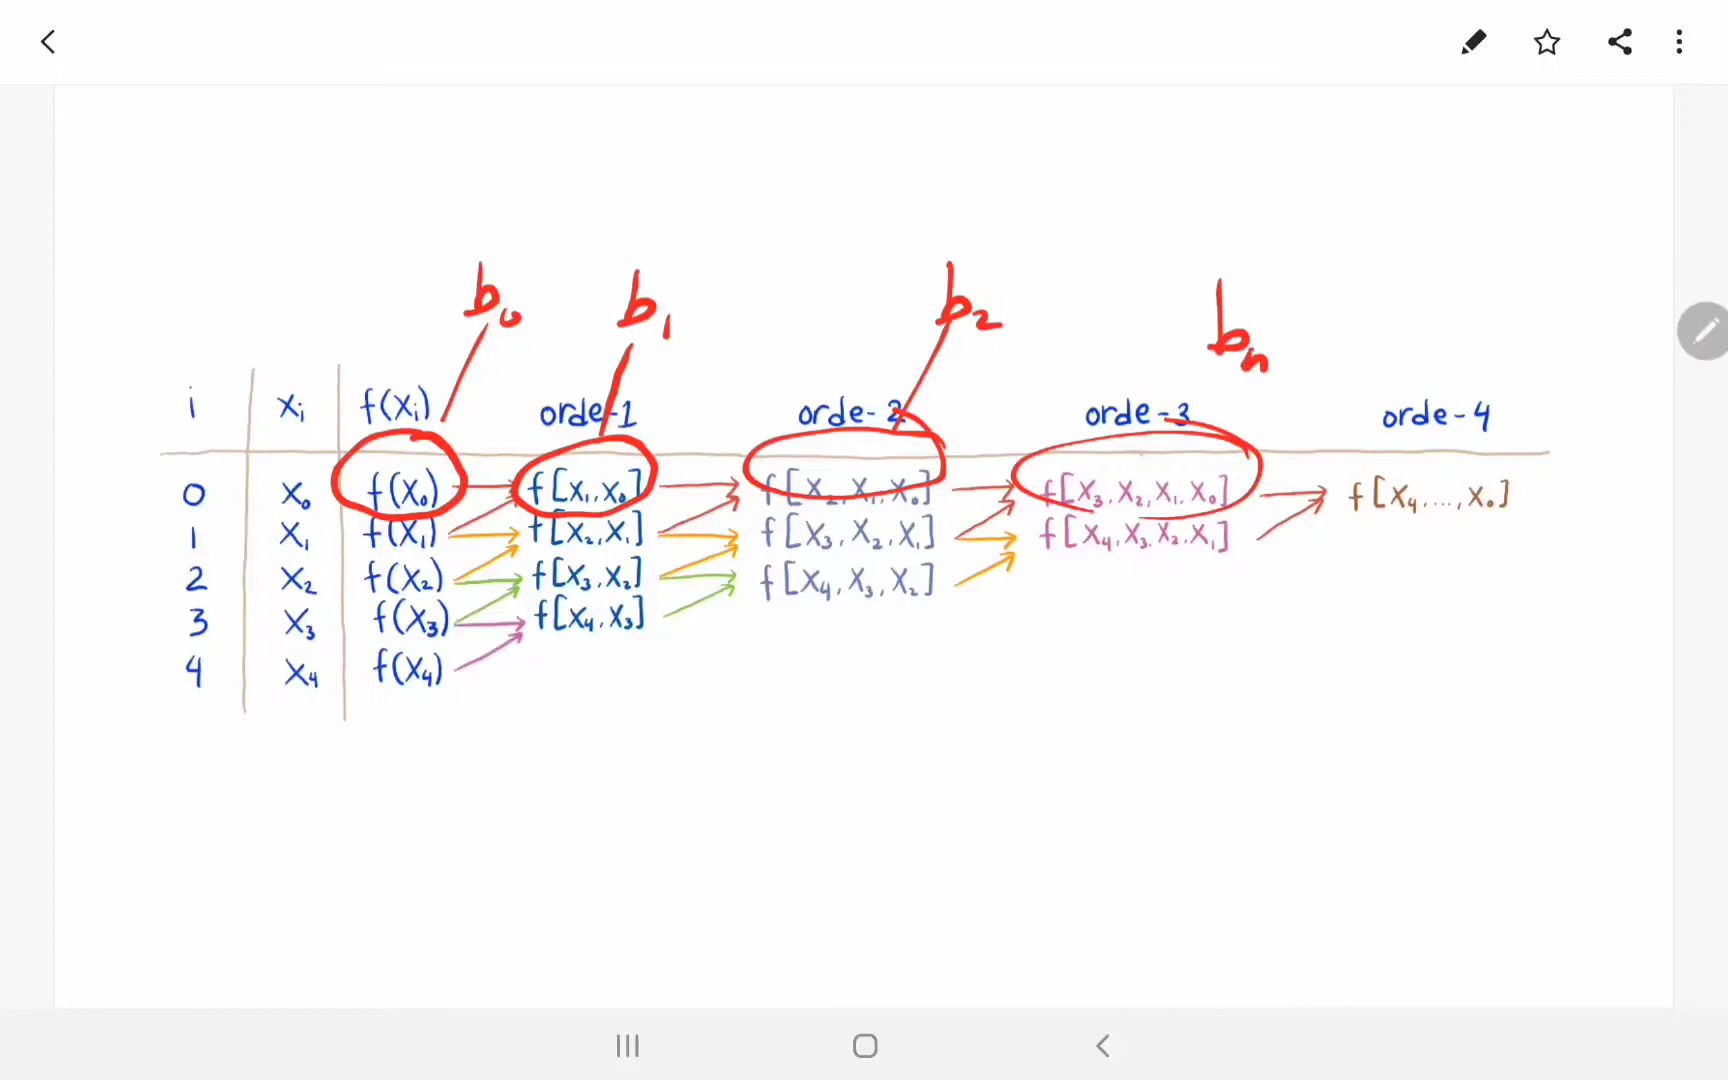 b₀ b₁ b₂ bₙ
i xᵢ f(xᵢ) orde-1 orde-2 orde-3 orde-4
0 x₀ f(x₀) f[x₁,x₀] f[x₂,x₁,x₀] f[x₃,x₂,x₁,x₀] f[x₄,...,x₀]
1 x₁ f(x₁) f[x₂,x₁] f[x₃,x₂,x₁] f[x₄,x₃,x₂,x₁]
2 x₂ f(x₂) f[x₃,x₂] f[x₄,x₃,x₂]
3 x₃ f(x₃) f[x₄,x₃]
4 x₄ f(x₄)